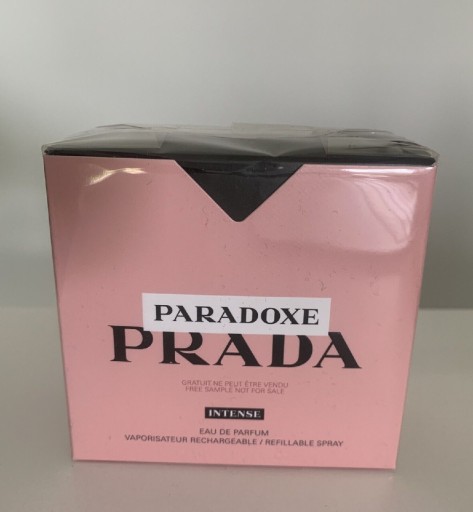 PARADOXE
PRADA
GRATUIT NE PEUT ÊTRE VENDU
FREE SAMPLE NOT FOR SALE
INTENSE
EAU DE PARFUM
VAPORISATEUR RECHARGEABLE / REFILLABLE SPRAY